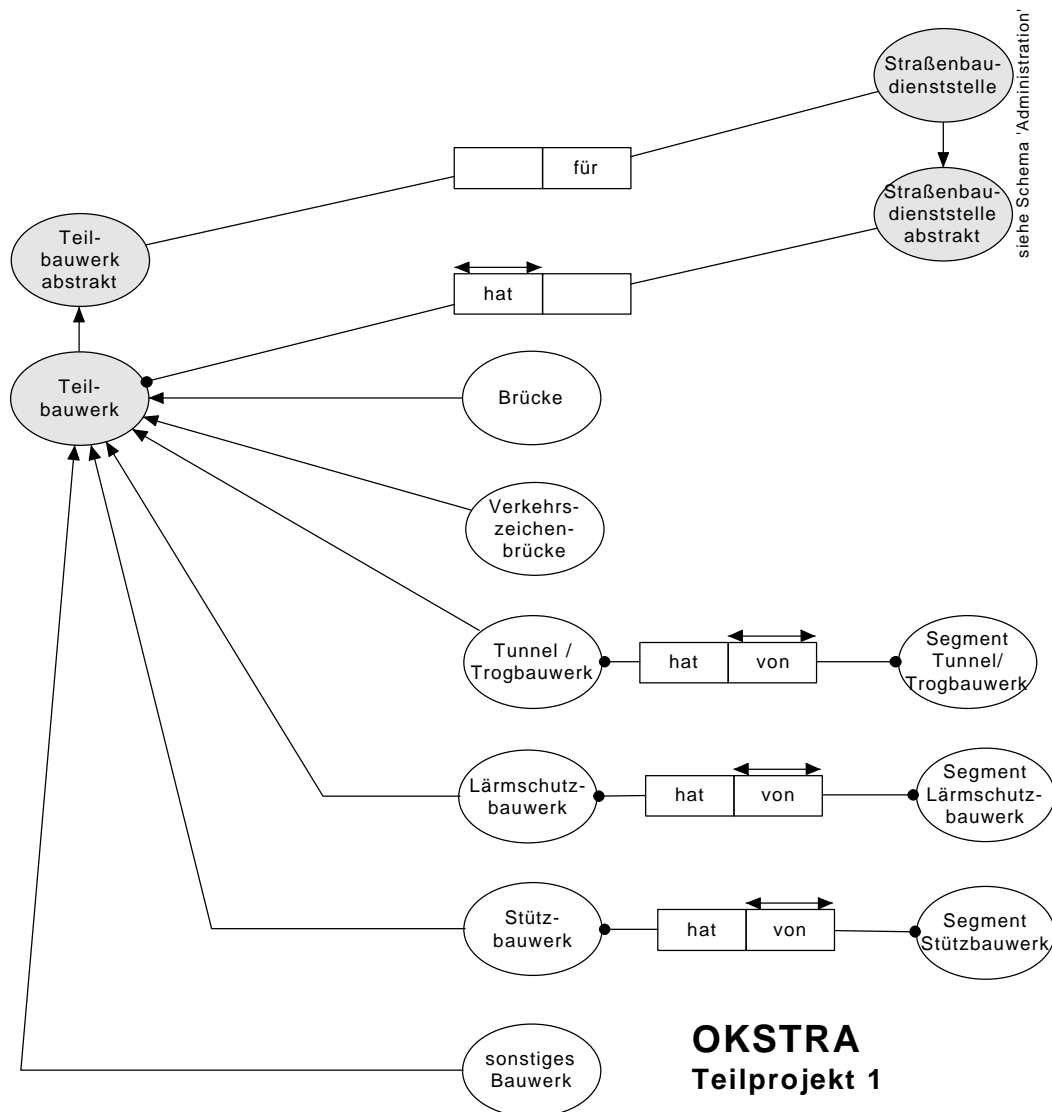 Straßenbau-
dienststelle
siehe Schema 'Administration'
für
Straßenbau-
dienststelle
abstrakt
Teil-
bauwerk
abstrakt
hat
Teil-
bauwerk
Brücke
Verkehrs-
zeichen-
brücke
Tunnel /
Trogbauwerk
hat
von
Segment
Tunnel/
Trogbauwerk
Lärmschutz-
bauwerk
hat
von
Segment
Lärmschutz-
bauwerk
Stütz-
bauwerk
hat
von
Segment
Stützbauwerk
sonstiges
Bauwerk
OKSTRA
Teilprojekt 1